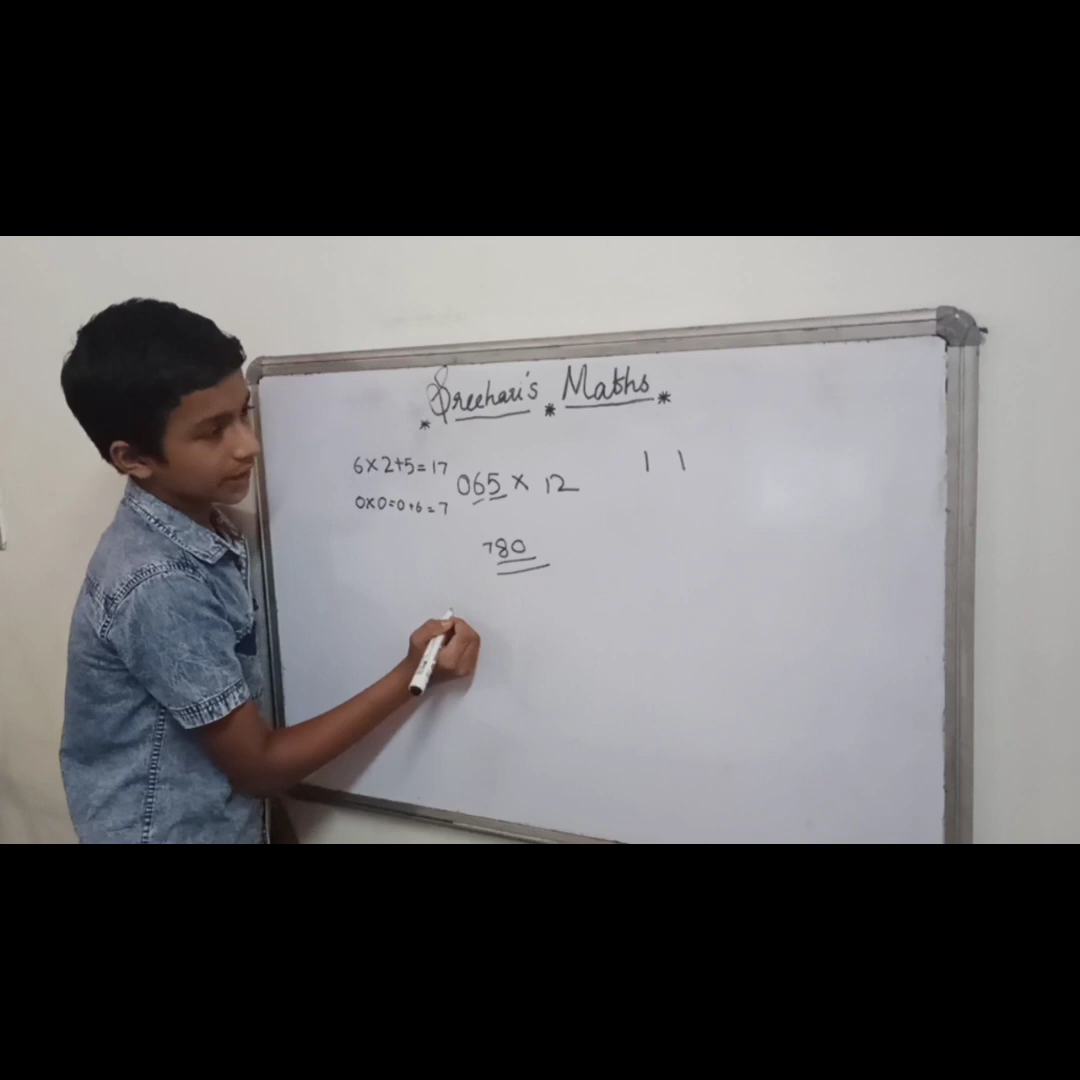 * Sreehari's * Maths *
6×2+5=17
0×0=0+6=7
065 × 12
1 1
780